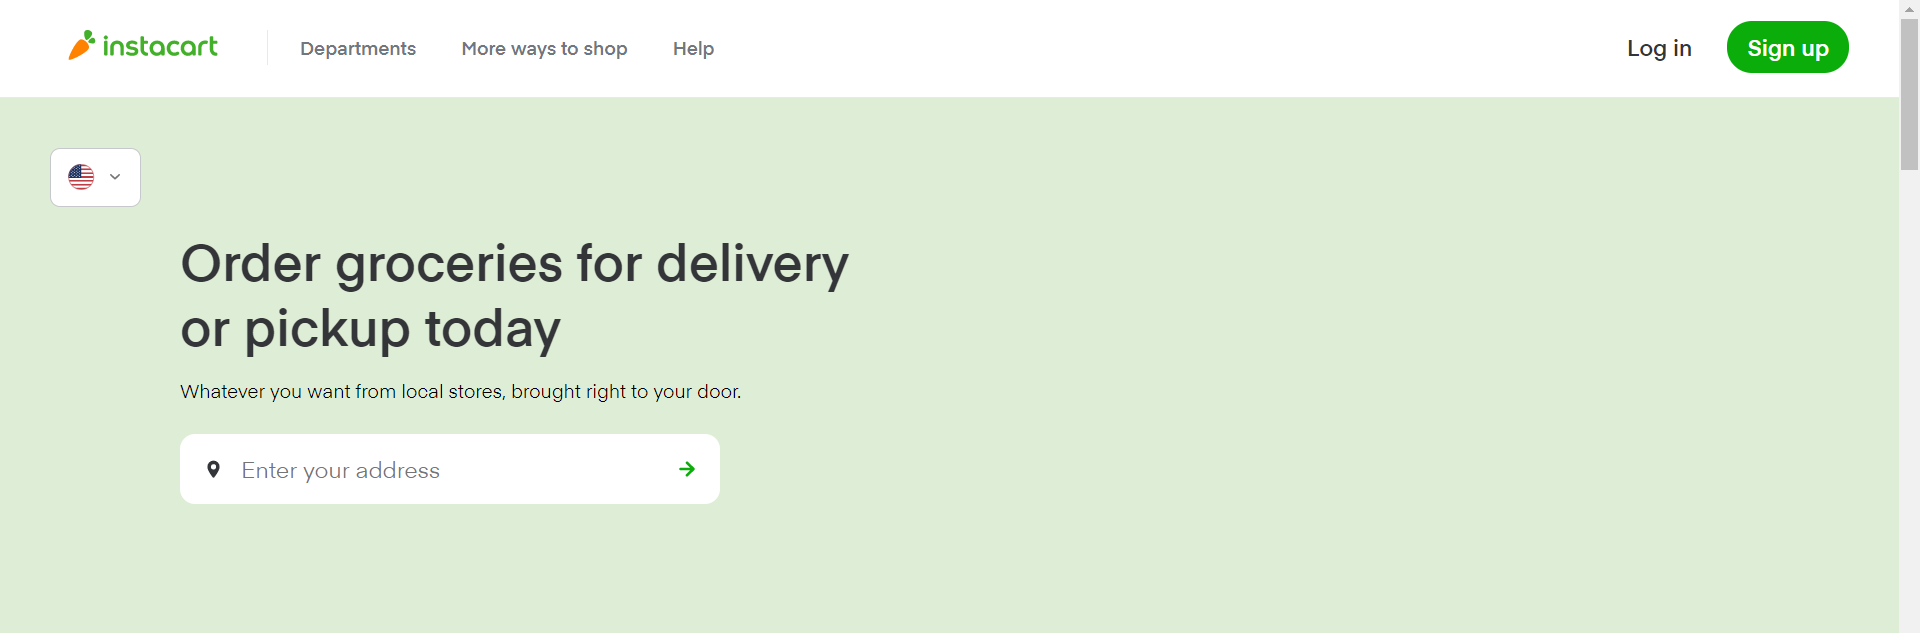 instacart
Departments
More ways to shop
Help
Log in
Sign up
Order groceries for delivery
or pickup today
Whatever you want from local stores, brought right to your door.
Enter your address